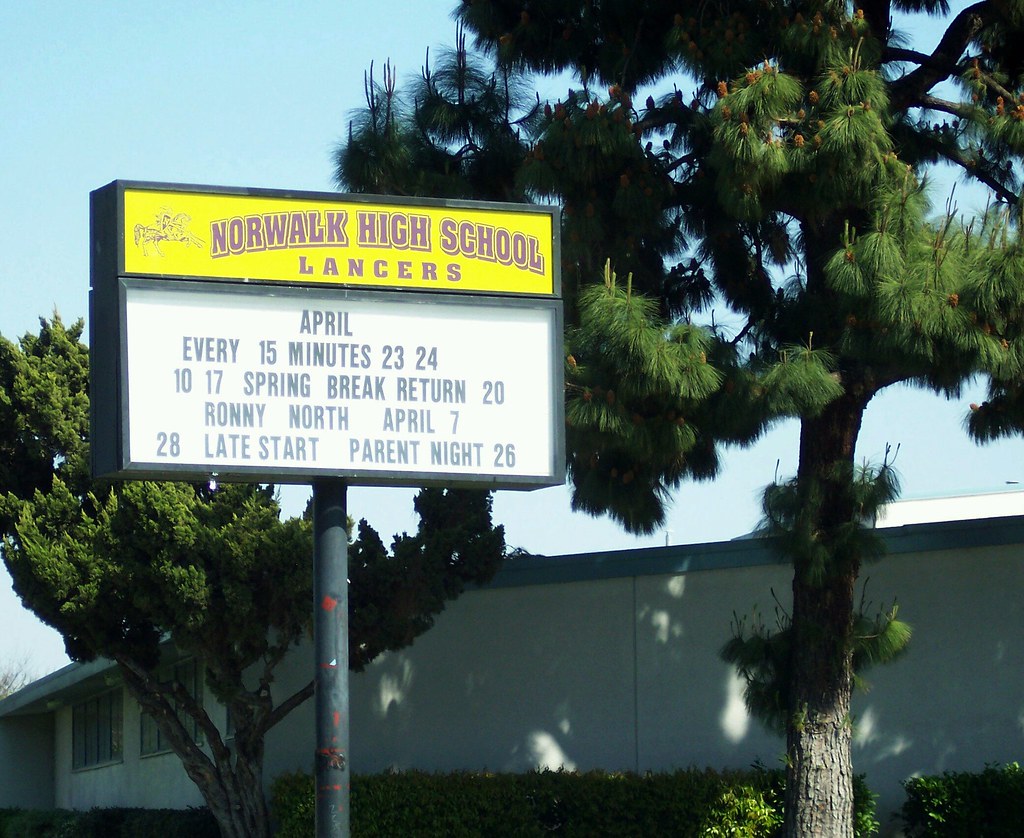 NORWALK HIGH SCHOOL
LANCERS
APRIL
EVERY 15 MINUTES 23 24
10 17 SPRING BREAK RETURN 20
RONNY NORTH APRIL 7
28 LATE START PARENT NIGHT 26